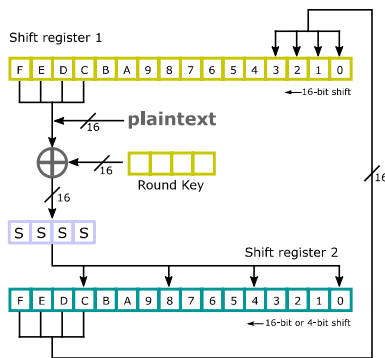 Shift register 1
F E D C B A 9 8 7 6 5 4 3 2 1 0
16-bit shift
16 plaintext
16
Round Key
16
16
S S S S
Shift register 2
F E D C B A 9 8 7 6 5 4 3 2 1 0
16-bit or 4-bit shift